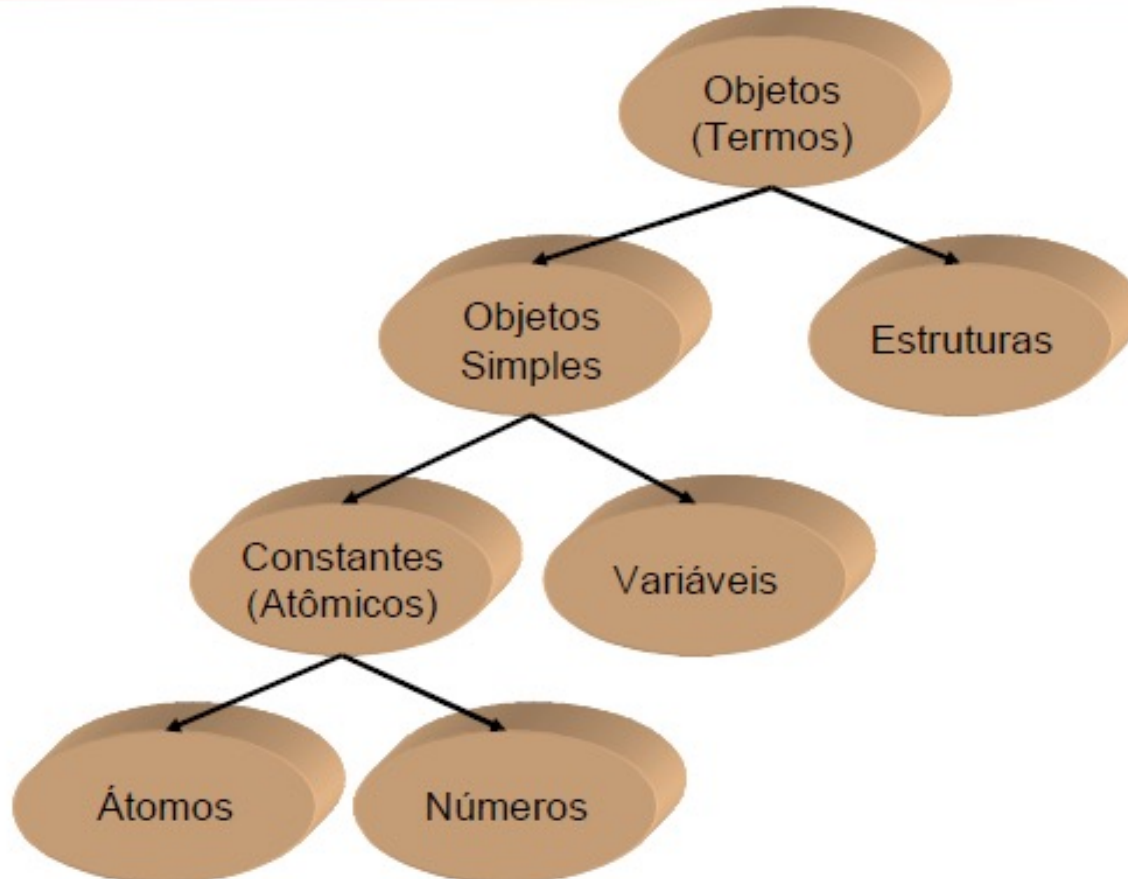 Objetos
(Termos)
Objetos
Simples
Estruturas
Constantes
(Atômicos)
Variáveis
Átomos
Números